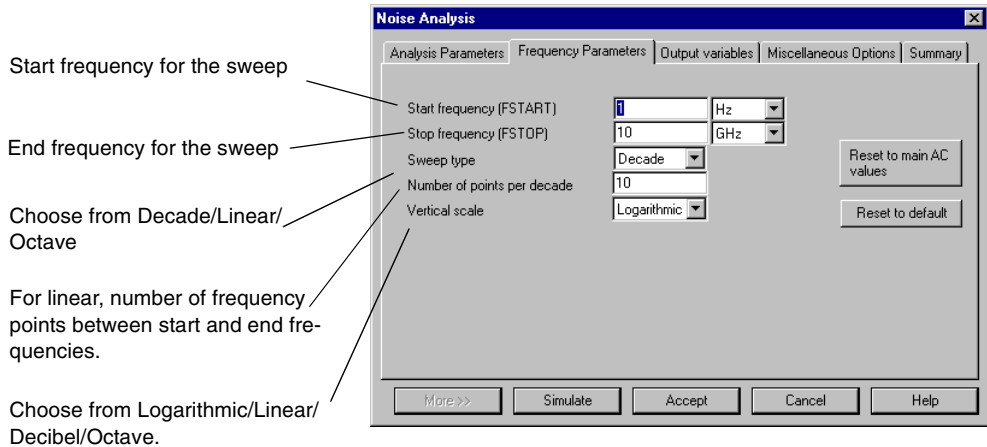 Start frequency for the sweep
End frequency for the sweep
Choose from Decade/Linear/
Octave
For linear, number of frequency
points between start and end fre-
quencies.
Choose from Logarithmic/Linear/
Decibel/Octave.
Noise Analysis
Analysis Parameters Frequency Parameters Output variables Miscellaneous Options Summary
Start frequency (FSTART) 1 Hz
Stop frequency (FSTOP) 10 GHz
Sweep type Decade
Number of points per decade 10
Vertical scale Logarithmic
Reset to main AC
values
Reset to default
More >> Simulate Accept Cancel Help